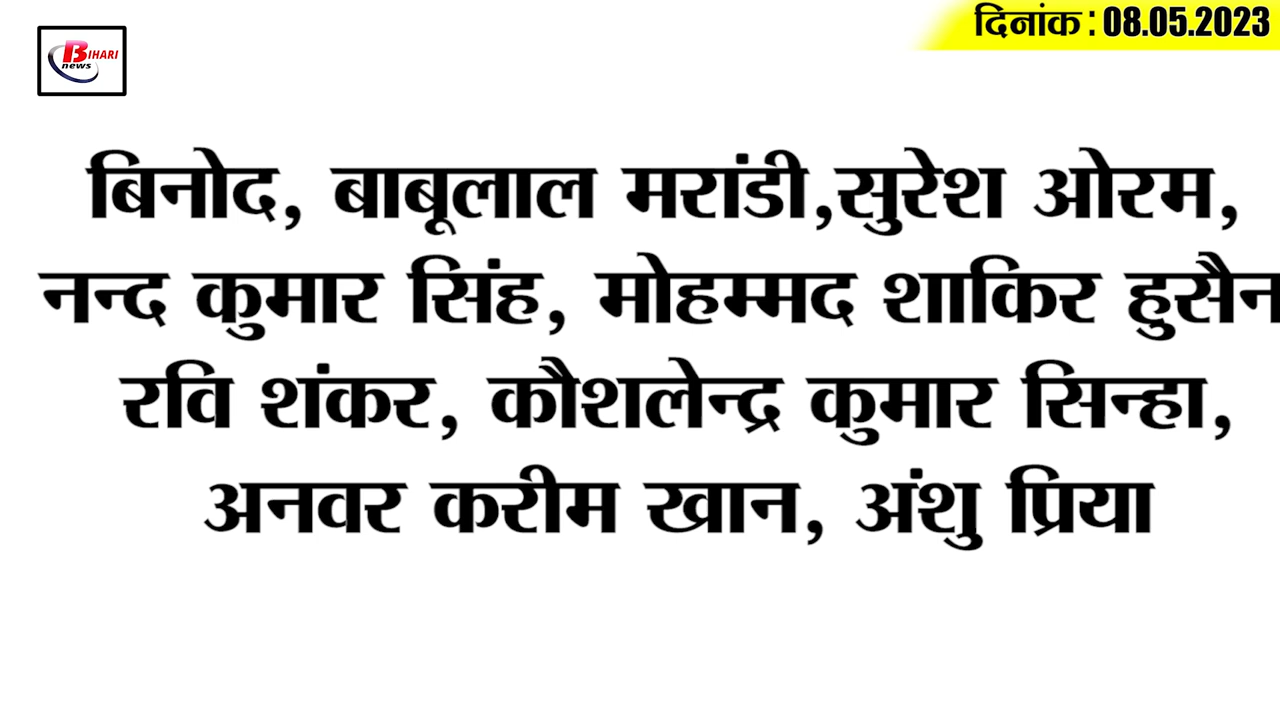 दिनांक : 08.05.2023
BIHARI
news
बिनोद, बाबूलाल मरांडी,सुरेश ओरम,
नन्द कुमार सिंह, मोहम्मद शाकिर हुसैन
रवि शंकर, कौशलेन्द्र कुमार सिन्हा,
अनवर करीम खान, अंशु प्रिया